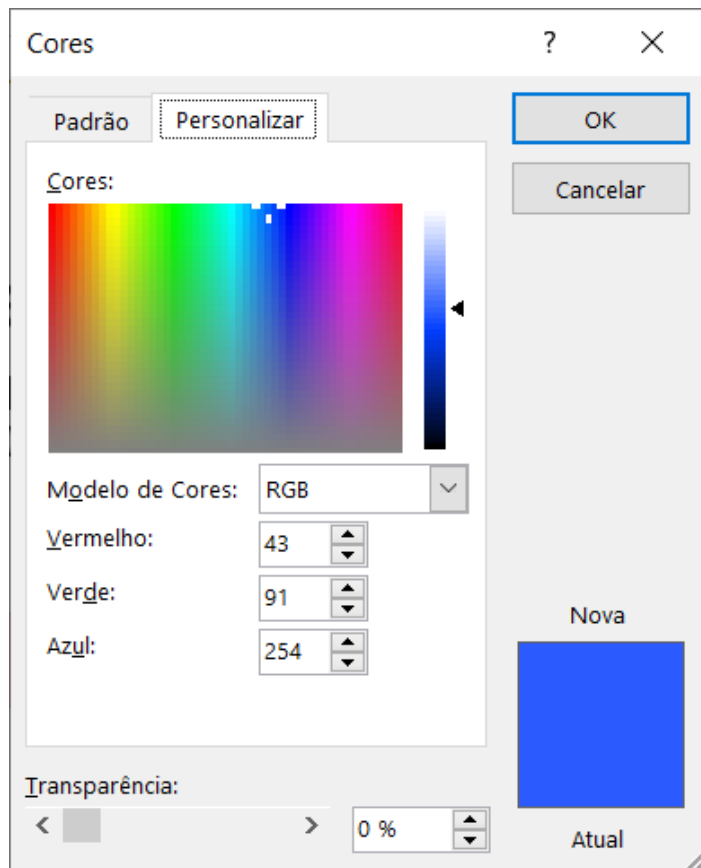 Cores
Padrão
Personalizar
OK
Cancelar
Cores:
Modelo de Cores: RGB
Vermelho: 43
Verde: 91
Azul: 254
Nova
Transparência:
0 %
Atual